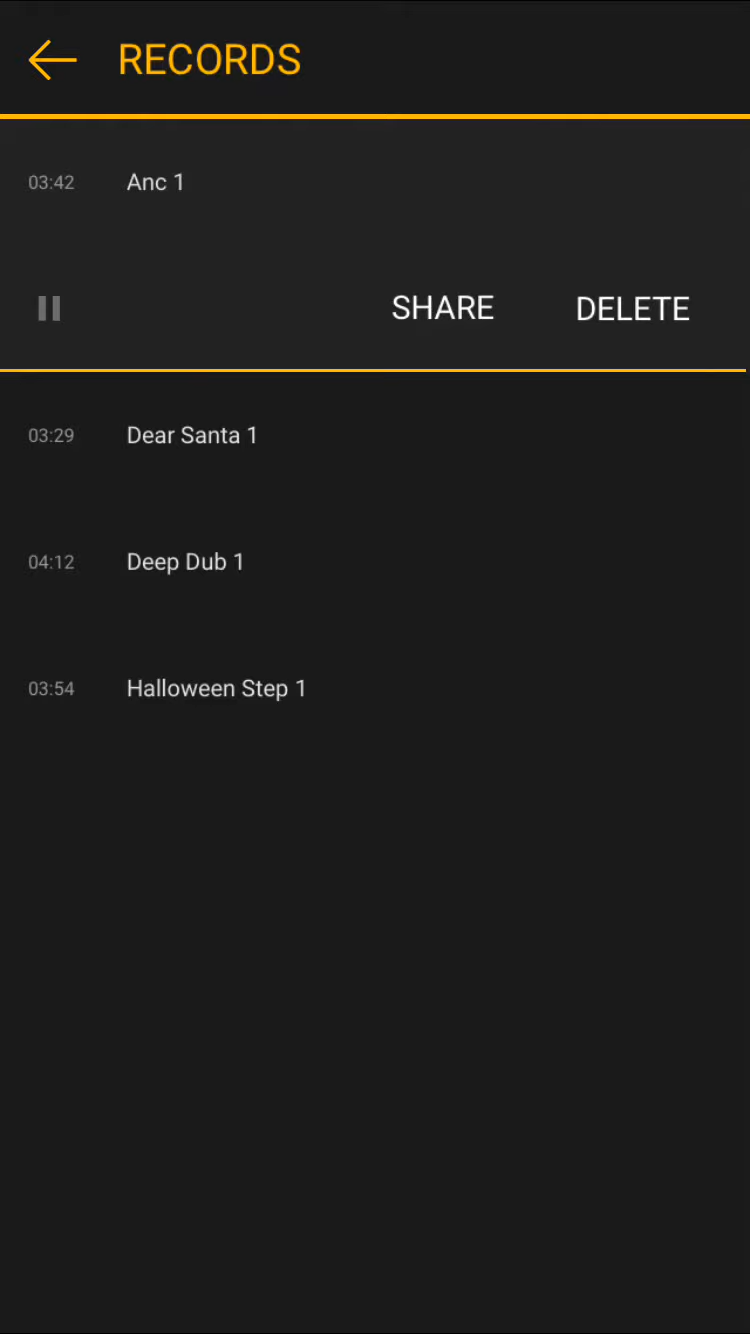 RECORDS
03:42 Anc 1
SHARE DELETE
03:29 Dear Santa 1
04:12 Deep Dub 1
03:54 Halloween Step 1